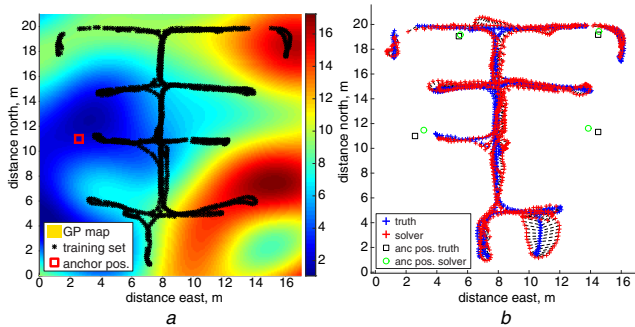 distance north, m
20
18
16
14
12
10
8
6
4
2
0
GP map
training set
anchor pos.
0 2 4 6 8 10 12 14 16
distance east, m
a
16
14
12
10
8
6
4
2
distance north, m
20
18
16
14
12
10
8
6
4
2
0
truth
solver
anc pos. truth
anc pos. solver
0 2 4 6 8 10 12 14 16
distance east, m
b